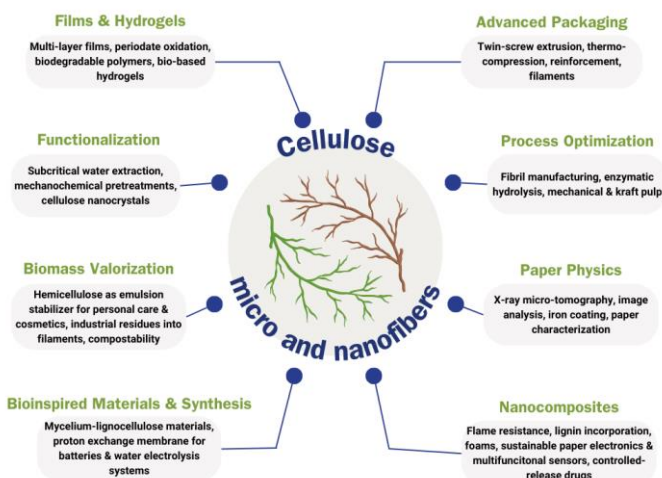 Films & Hydrogels
Multi-layer films, periodate oxidation,
biodegradable polymers, bio-based
hydrogels
Advanced Packaging
Twin-screw extrusion, thermo-
compression, reinforcement,
filaments
Functionalization
Subcritical water extraction,
mechanochemical pretreatments,
cellulose nanocrystals
Cellulose
micro and nanofibers
Process Optimization
Fibril manufacturing, enzymatic
hydrolysis, mechanical & kraft pulp
Biomass Valorization
Hemicellulose as emulsion
stabilizer for personal care &
cosmetics, industrial residues into
filaments, compostability
Paper Physics
X-ray micro-tomography, image
analysis, iron coating, paper
characterization
Bioinspired Materials & Synthesis
Mycelium-lignocellulose materials,
proton exchange membrane for
batteries & water electrolysis
systems
Nanocomposites
Flame resistance, lignin incorporation,
foams, sustainable paper electronics &
multifuncitonal sensors, controlled-
release drugs